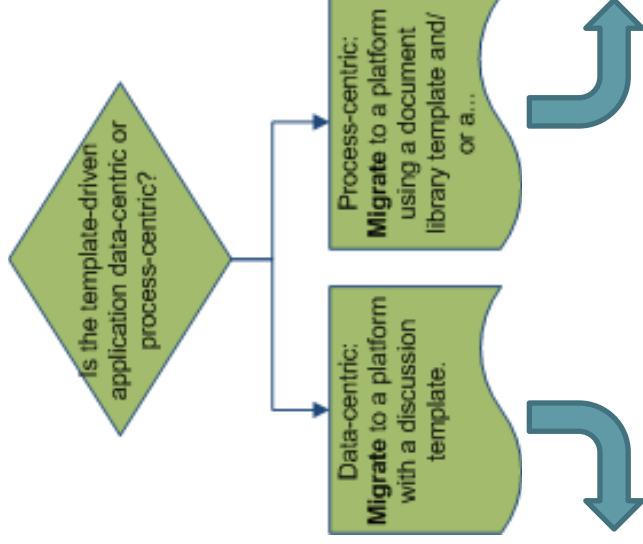 Is the template-driven
application data-centric or
process-centric?
Data-centric:
Migrate to a platform
with a discussion
template.
Process-centric:
Migrate to a platform
using a document
library template and/
or a...